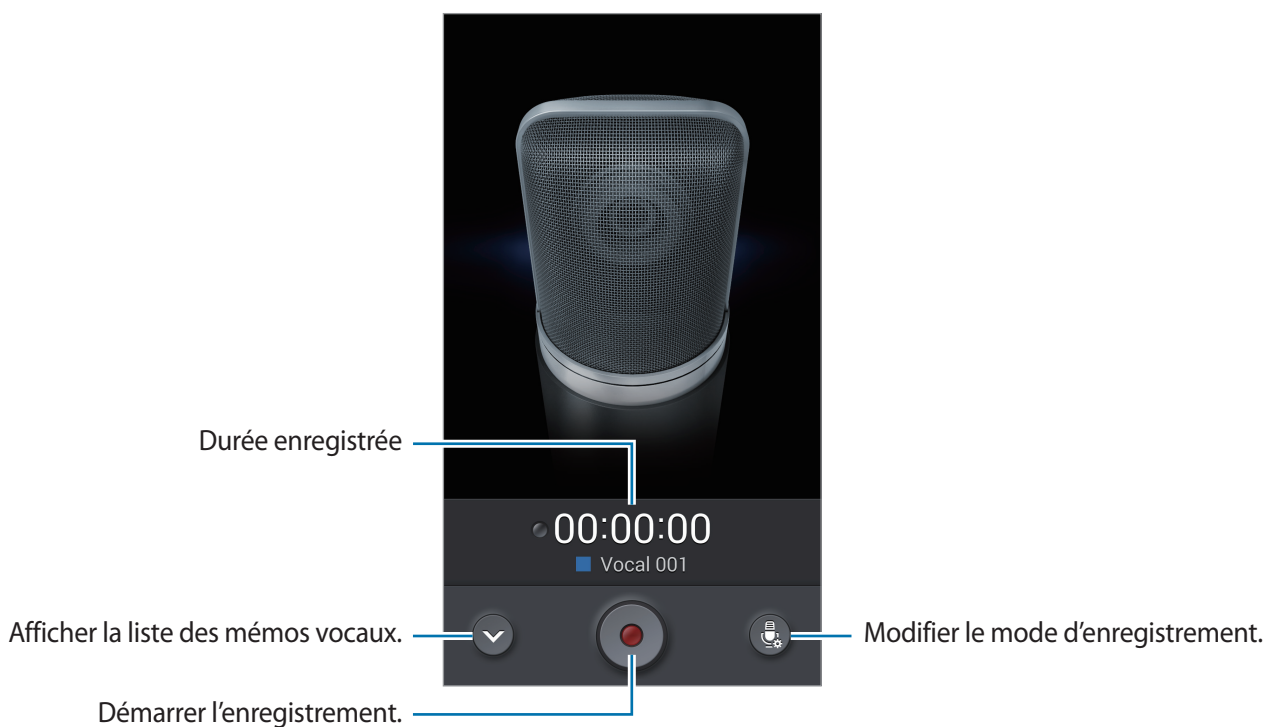 Durée enregistrée
00:00:00
Vocal 001
Afficher la liste des mémos vocaux.
Modifier le mode d'enregistrement.
Démarrer l'enregistrement.